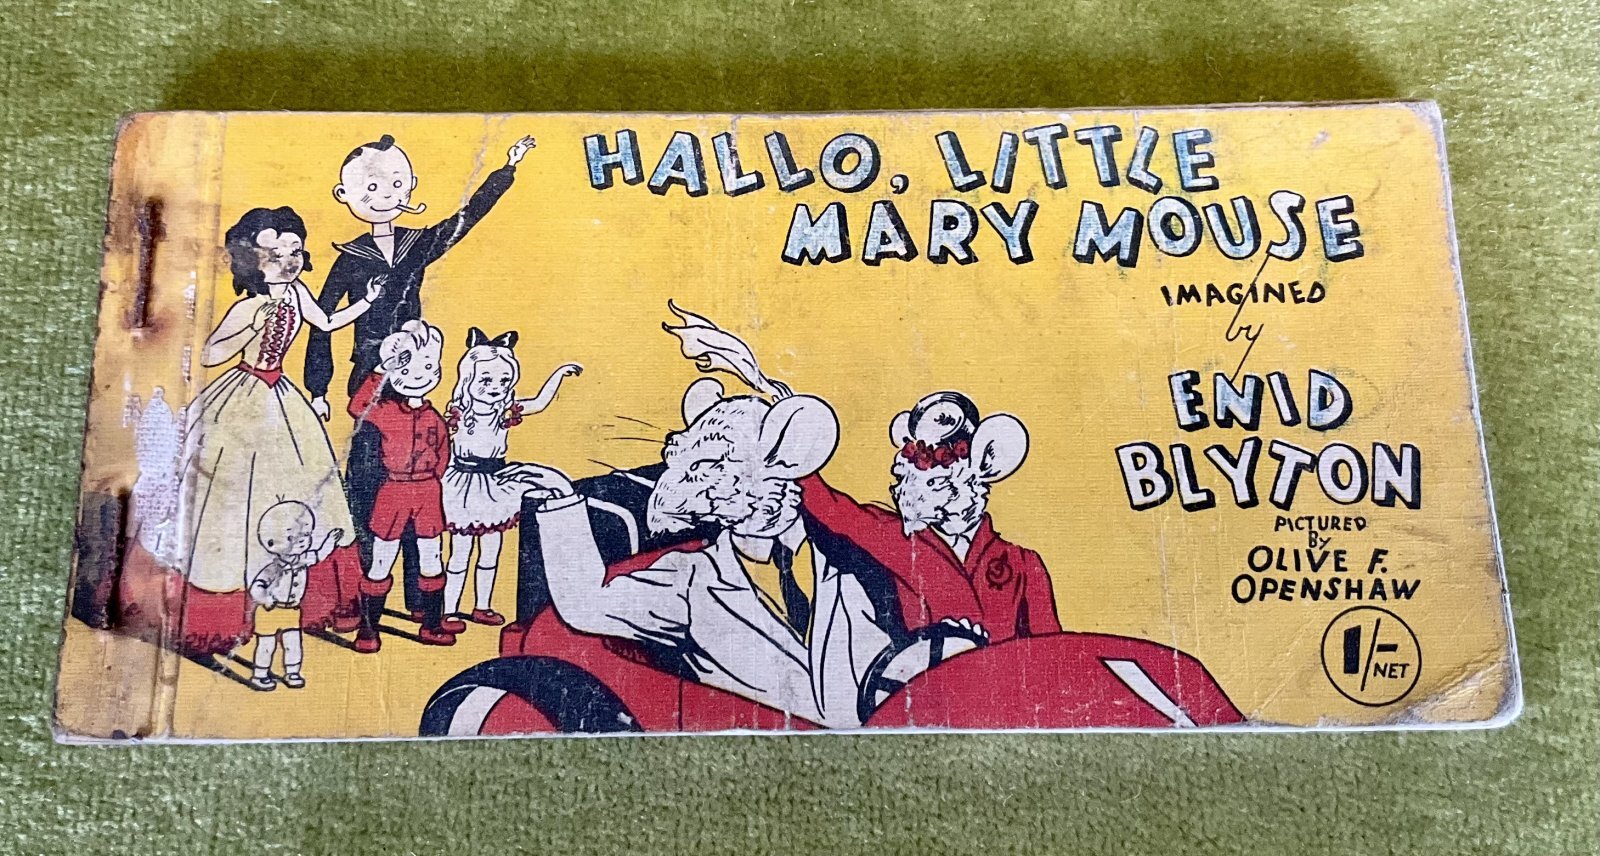 HALLO, LITTLE
MARY MOUSE
IMAGINED
by
ENID
BLYTON
PICTURED
BY
OLIVE F.
OPENSHAW
1/-
NET